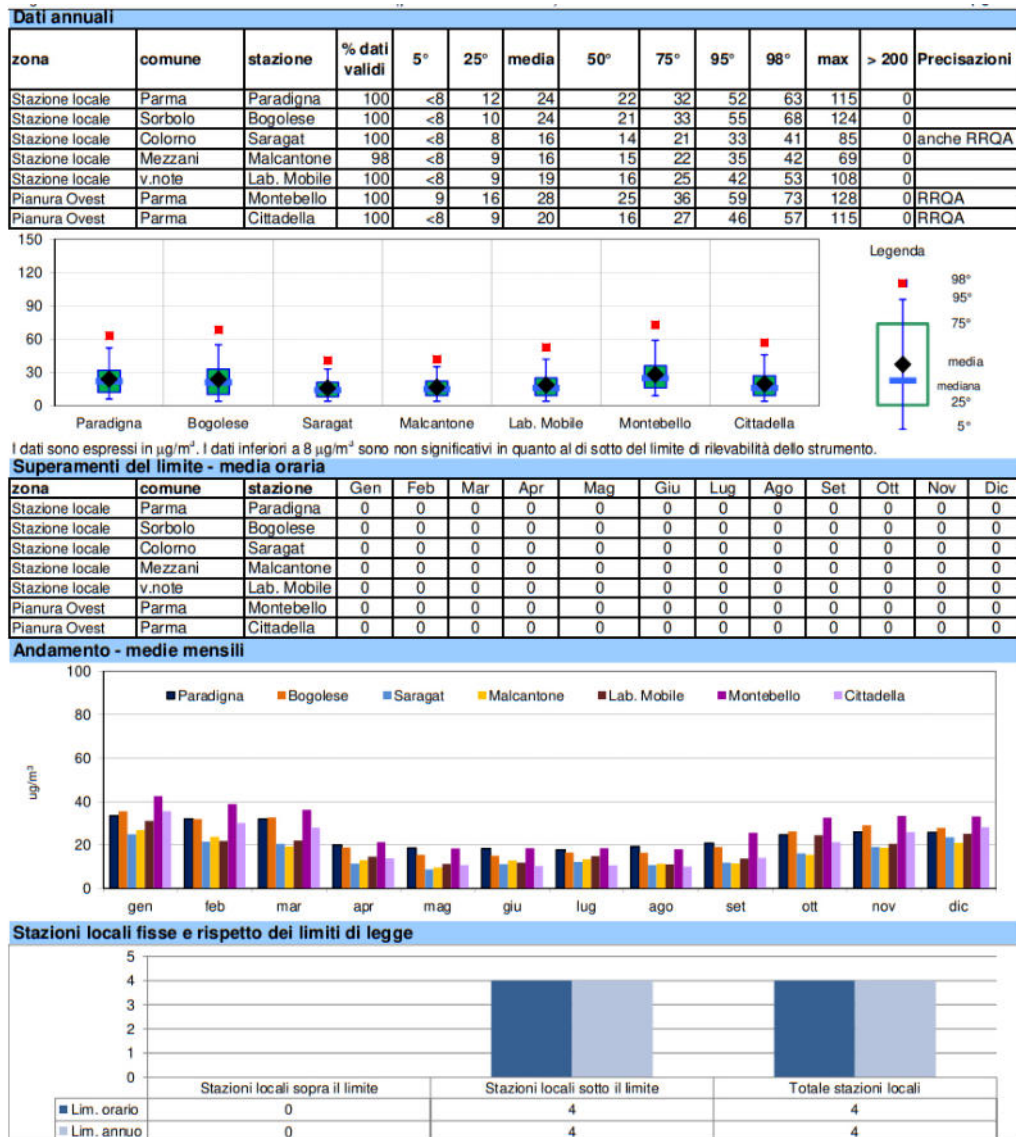 Dati annuali
zona comune stazione % dati validi 5° 25° media 50° 75° 95° 98° max > 200 Precisazioni
Stazione locale Parma Paradigna 100 <8 12 24 22 32 52 63 115 0
Stazione locale Sorbolo Bogolese 100 <8 10 24 21 33 55 68 124 0
Stazione locale Colorno Saragat 100 <8 8 16 14 21 33 41 85 0 anche RRQA
Stazione locale Mezzani Malcantone 98 <8 9 16 15 22 35 42 69 0
Stazione locale v.note Lab. Mobile 100 <8 9 19 16 25 42 53 108 0
Pianura Ovest Parma Montebello 100 9 16 28 25 36 59 73 128 0 RRQA
Pianura Ovest Parma Cittadella 100 <8 9 20 16 27 46 57 115 0 RRQA
150
120
90
60
30
0
Paradigna Bogolese Saragat Malcantone Lab. Mobile Montebello Cittadella
Legenda
98°
95°
75°
media
mediana
25°
5°
I dati sono espressi in µg/m³. I dati inferiori a 8 µg/m³ sono non significativi in quanto al di sotto del limite di rilevabilità dello strumento.
Superamenti del limite - media oraria
zona comune stazione Gen Feb Mar Apr Mag Giu Lug Ago Set Ott Nov Dic
Stazione locale Parma Paradigna 0 0 0 0 0 0 0 0 0 0 0 0
Stazione locale Sorbolo Bogolese 0 0 0 0 0 0 0 0 0 0 0 0
Stazione locale Colorno Saragat 0 0 0 0 0 0 0 0 0 0 0 0
Stazione locale Mezzani Malcantone 0 0 0 0 0 0 0 0 0 0 0 0
Stazione locale v.note Lab. Mobile 0 0 0 0 0 0 0 0 0 0 0 0
Pianura Ovest Parma Montebello 0 0 0 0 0 0 0 0 0 0 0 0
Pianura Ovest Parma Cittadella 0 0 0 0 0 0 0 0 0 0 0 0
Andamento - medie mensili
100
80
60
40
20
0
ug/m³
Paradigna Bogolese Saragat Malcantone Lab. Mobile Montebello Cittadella
gen feb mar apr mag giu lug ago set ott nov dic
Stazioni locali fisse e rispetto dei limiti di legge
5
4
3
2
1
0
Stazioni locali sopra il limite Stazioni locali sotto il limite Totale stazioni locali
Lim. orario 0 4 4
Lim. annuo 0 4 4